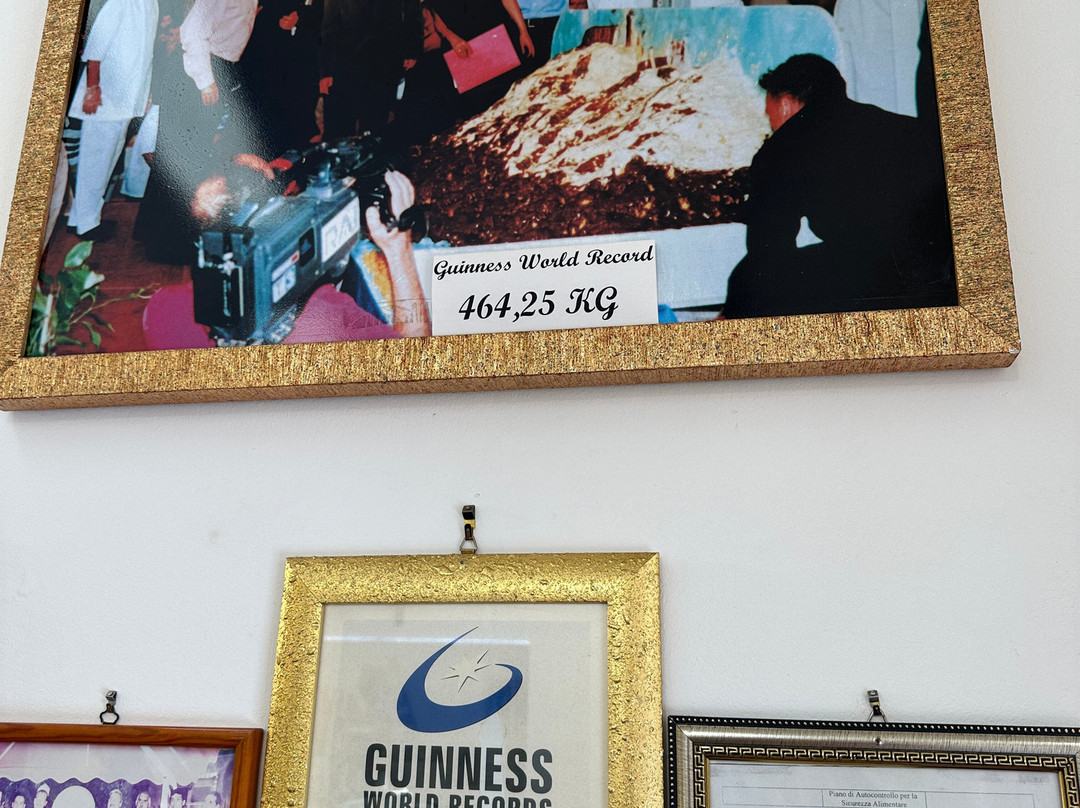 RAI
Guinness World Record
464,25 KG
GUINNESS
WORLD RECORDS
Piano di Autocontrollo per la
Sicurezza Alimentare